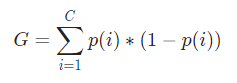 G = \sum_{i=1}^{C} p(i) * (1 - p(i))